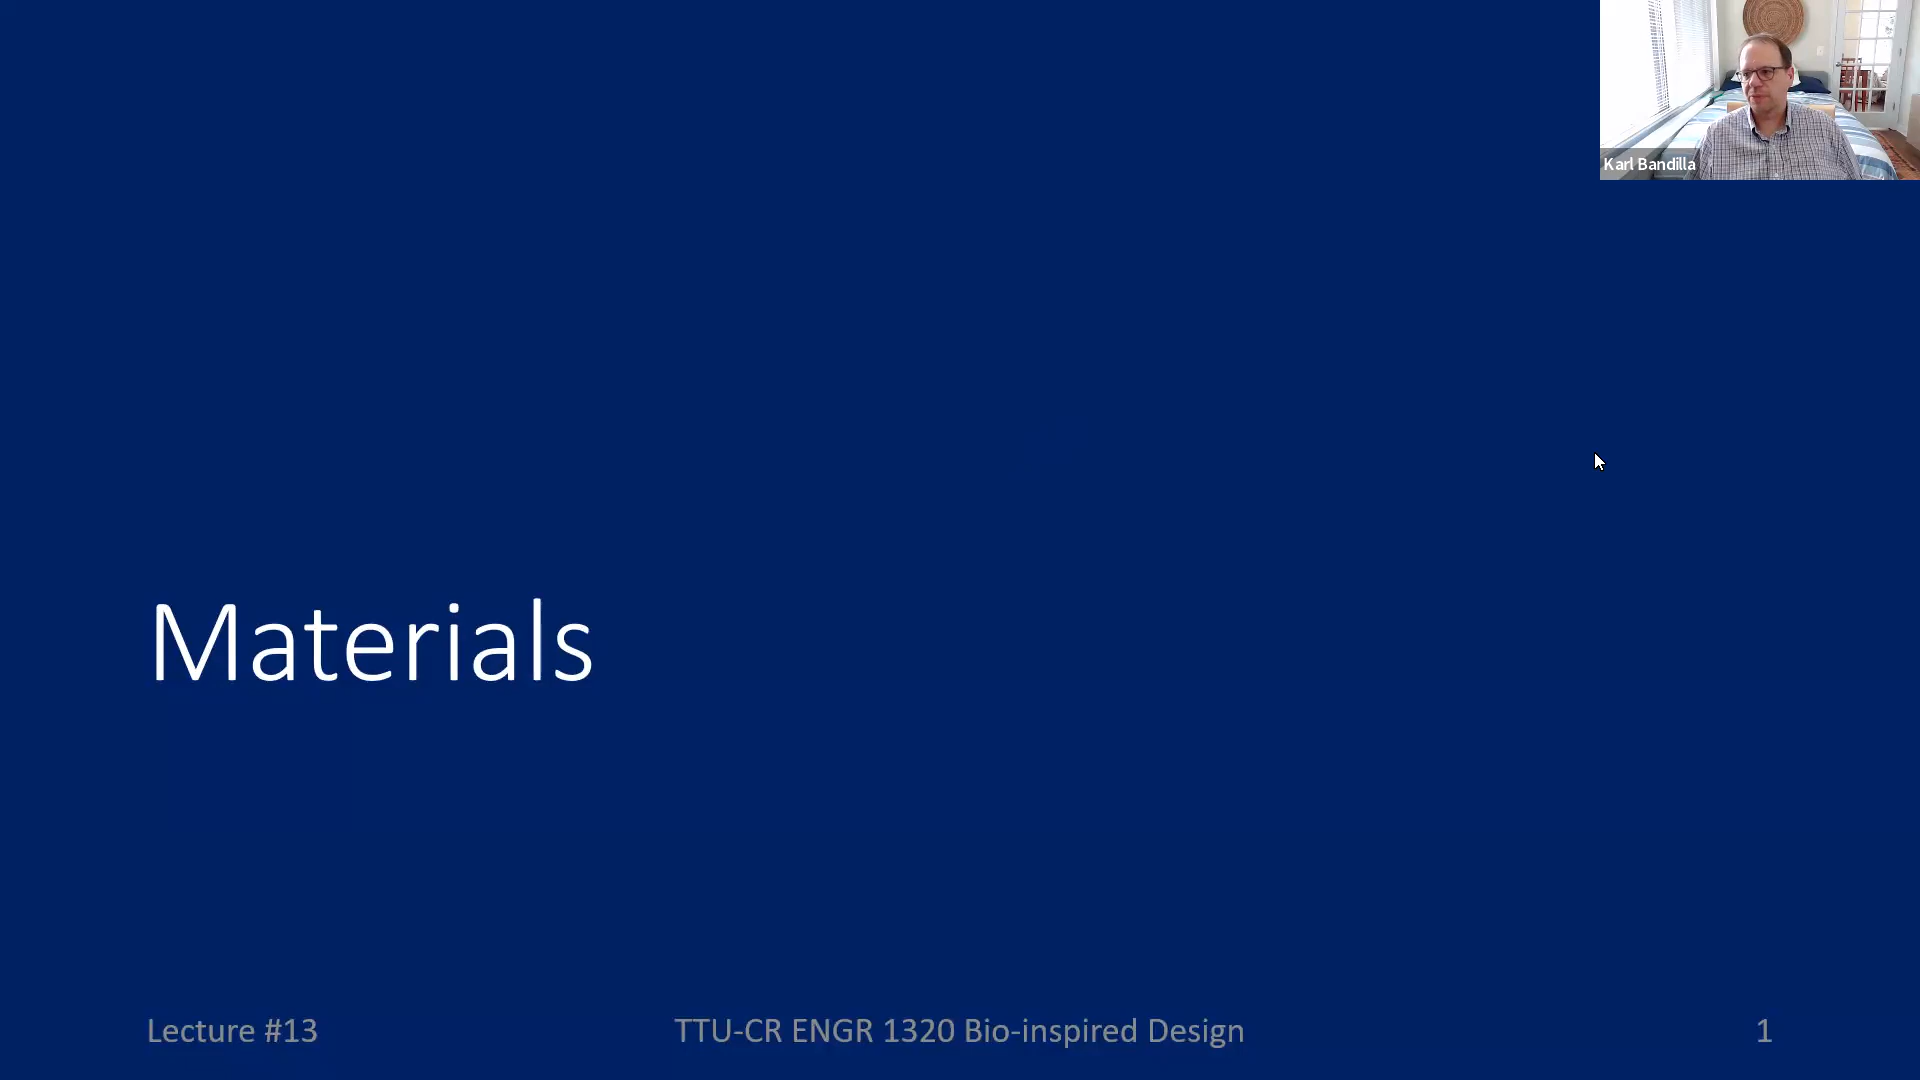 Karl Bandilla
Materials
Lecture #13
TTU-CR ENGR 1320 Bio-inspired Design
1